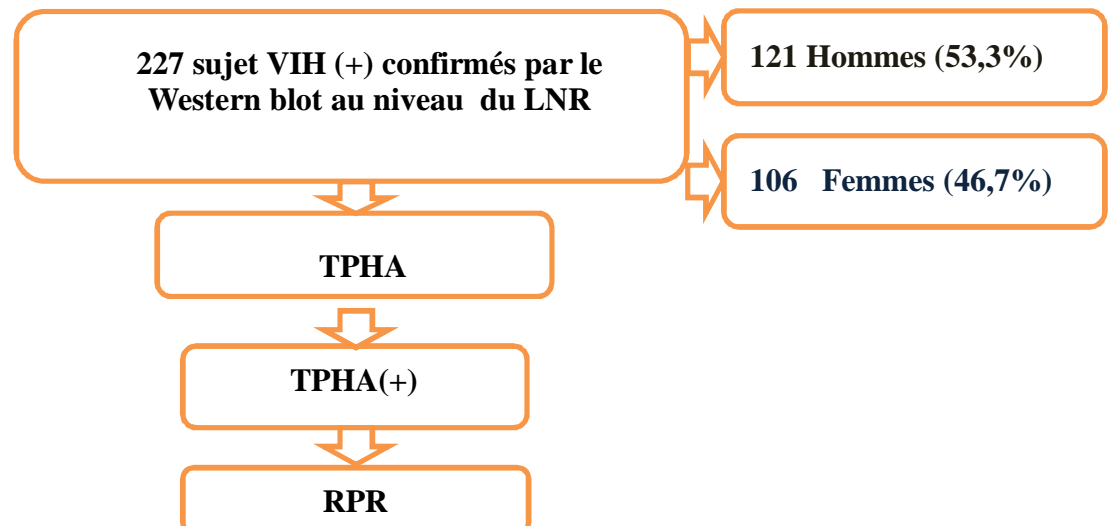 227 sujet VIH (+) confirmés par le
Western blot au niveau du LNR
121 Hommes (53,3%)
106 Femmes (46,7%)
TPHA
TPHA(+)
RPR